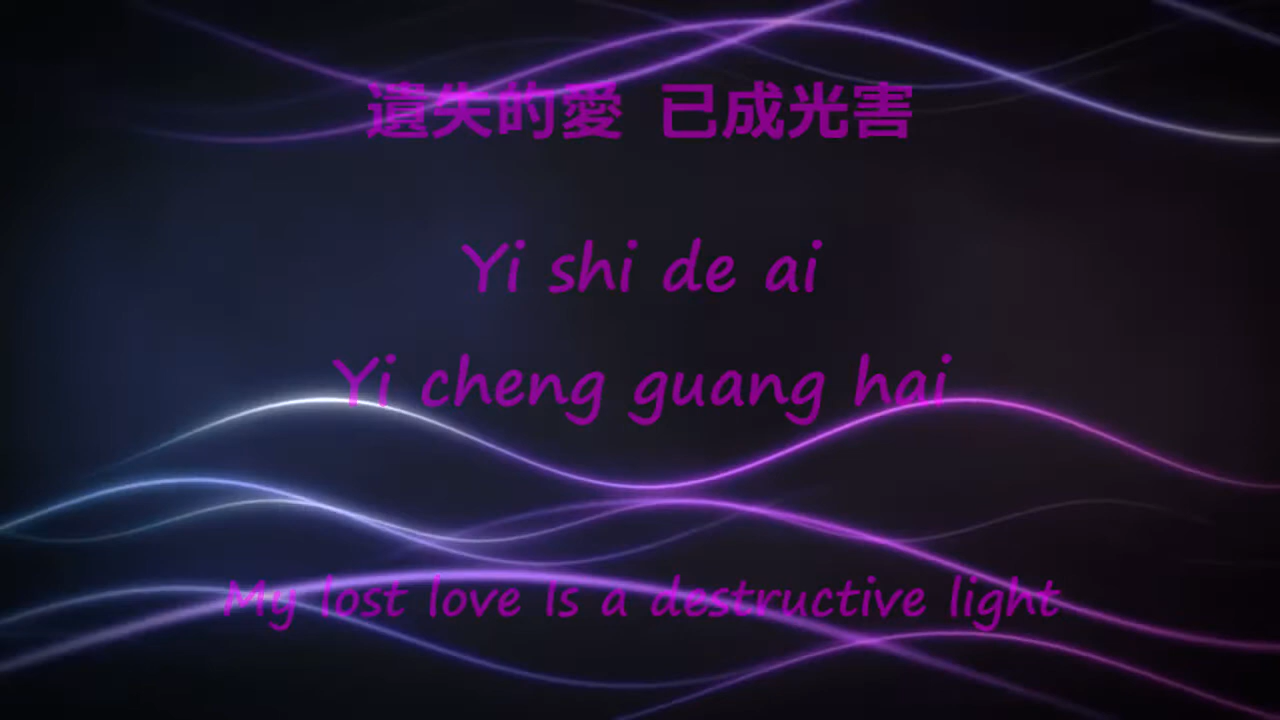 遺失的愛 已成光害
Yi shi de ai
Yi cheng guang hai
My lost love Is a destructive light